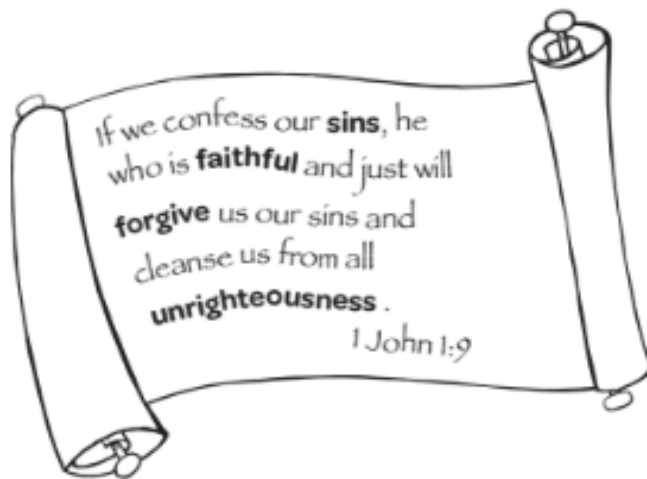 If we confess our sins, he
who is faithful and just will
forgive us our sins and
cleanse us from all
unrighteousness .
1 John 1:9